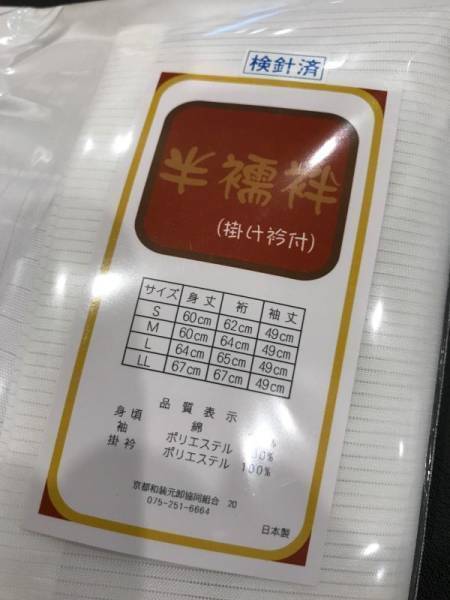 検針済
半襦袢
(掛け衿付)
サイズ 身丈 裄 袖丈
S 60cm 62cm 49cm
M 60cm 64cm 49cm
L 64cm 65cm 49cm
LL 67cm 67cm 49cm
品質表示
身頃 綿
袖 ポリエステル
掛衿 ポリエステル 100%
京都和装元卸協同組合 20
075-251-6664
日本製